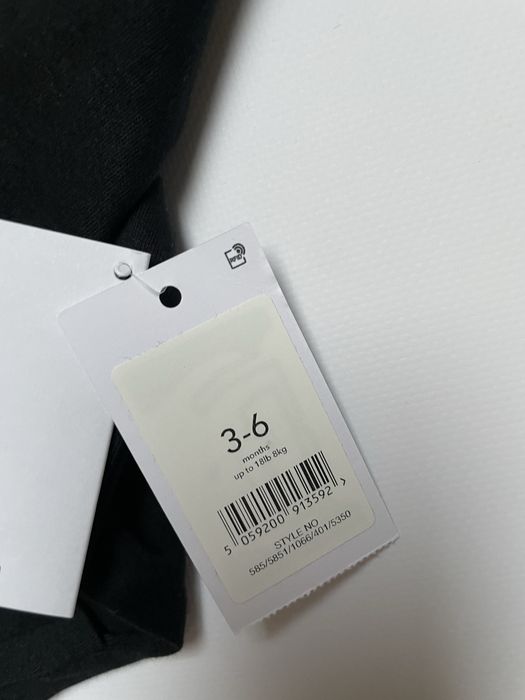 RFID
3-6
months
up to 18lb 8kg
5 059200 913592 >
STYLE NO
585/5851/1066/401/5350